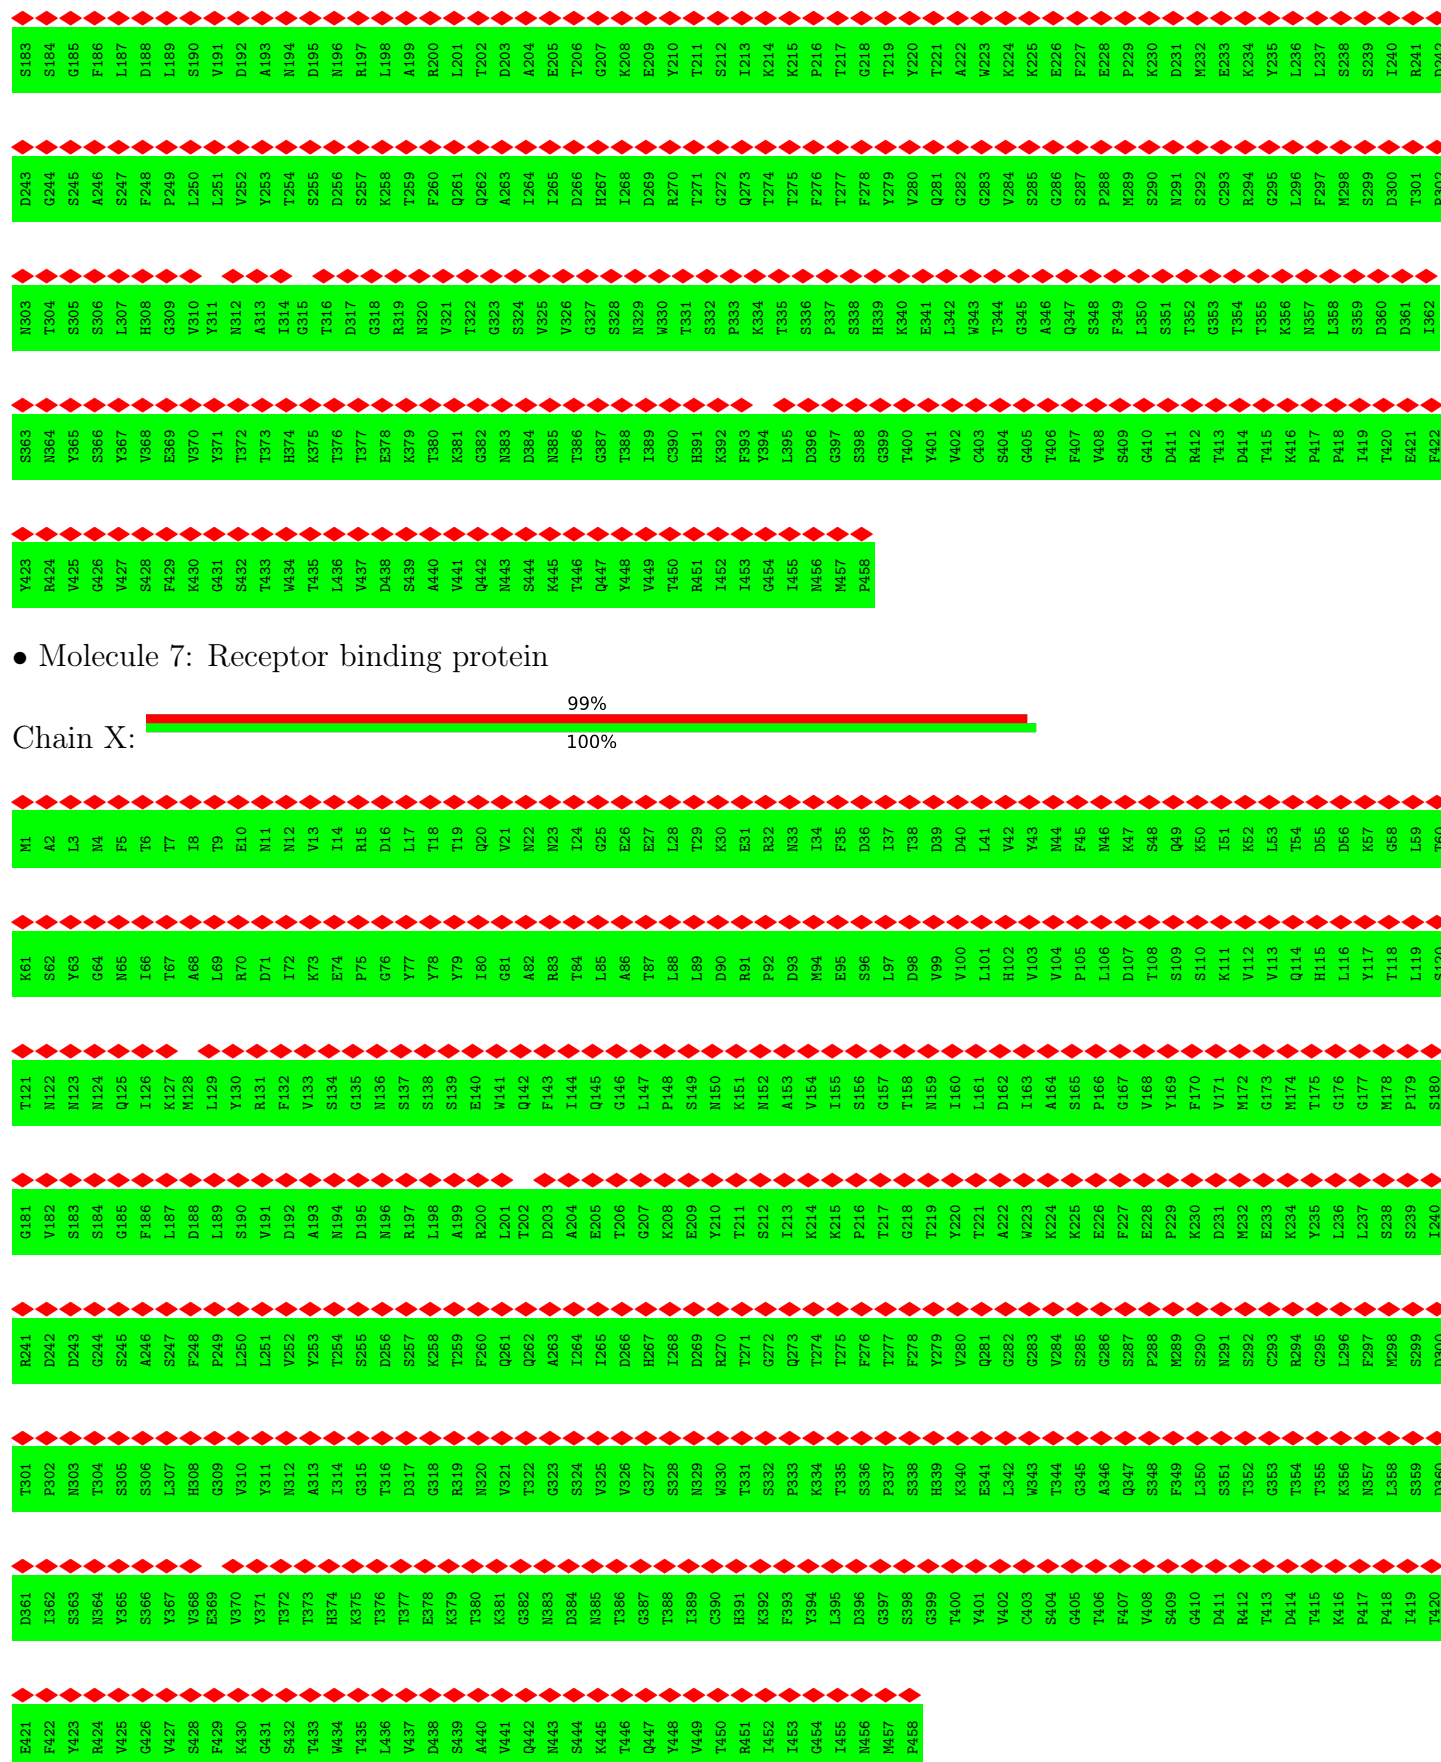 S183 S184 G185 F186 L187 D188 L189 S190 V191 D192 A193 N194 D195 N196 R197 L198 A199 R200 L201 T202 D203 A204 E205 T206 G207 K208 E209 Y210 T211 S212 I213 K214 K215 P216 T217 G218 T219 Y220 T221 A222 W223 K224 K225 E226 F227 E228 P229 K230 D231 M232 E233 K234 Y235 L236 L237 S238 S239 I240 R241 D242
D243 G244 S245 A246 S247 F248 P249 L250 L251 V252 Y253 T254 S255 D256 S257 K258 T259 F260 Q261 Q262 A263 I264 I265 D266 H267 I268 D269 R270 T271 G272 Q273 T274 T275 F276 T277 F278 Y279 V280 Q281 G282 G283 V284 S285 G286 S287 P288 M289 S290 N291 S292 C293 R294 G295 L296 F297 M298 S299 D300 T301 P302
N303 T304 S305 S306 L307 H308 G309 V310 Y311 N312 A313 I314 G315 T316 D317 G318 R319 N320 V321 T322 G323 S324 V325 V326 G327 S328 N329 W330 T331 S332 P333 K334 T335 S336 P337 S338 H339 K340 E341 L342 W343 T344 G345 A346 Q347 S348 F349 L350 S351 T352 G353 T354 T355 K356 N357 L358 S359 D360 D361 I362
S363 N364 Y365 S366 Y367 V368 E369 V370 Y371 T372 T373 H374 K375 T376 T377 E378 K379 T380 K381 G382 N383 D384 N385 T386 G387 T388 I389 C390 H391 K392 F393 Y394 L395 D396 G397 S398 G399 T400 Y401 V402 C403 S404 G405 T406 F407 V408 S409 G410 D411 R412 T413 D414 T415 K416 P417 P418 I419 T420 E421 F422
Y423 R424 V425 G426 V427 S428 F429 K430 G431 S432 T433 W434 T435 L436 V437 D438 S439 A440 V441 Q442 N443 S444 K445 T446 Q447 Y448 V449 T450 R451 I452 I453 G454 I455 N456 M457 P458
• Molecule 7: Receptor binding protein
99%
Chain X:
100%
M1 A2 L3 N4 F5 T6 T7 I8 T9 E10 N11 N12 V13 I14 R15 D16 L17 T18 T19 Q20 V21 N22 N23 I24 G25 E26 E27 L28 T29 K30 E31 R32 N33 I34 F35 D36 I37 T38 D39 D40 L41 V42 Y43 N44 F45 N46 K47 S48 Q49 K50 I51 K52 L53 T54 D55 D56 K57 G58 L59 T60
K61 S62 Y63 G64 N65 I66 T67 A68 L69 R70 D71 I72 K73 E74 P75 G76 Y77 Y78 Y79 I80 G81 A82 R83 T84 L85 A86 T87 L88 L89 D90 R91 P92 D93 M94 E95 S96 L97 D98 V99 V100 L101 H102 V103 V104 P105 L106 D107 T108 S109 S110 K111 V112 V113 Q114 H115 L116 Y117 T118 L119 S120
T121 N122 N123 N124 Q125 I126 K127 M128 L129 Y130 R131 F132 V133 S134 G135 N136 S137 S138 S139 E140 W141 Q142 F143 I144 Q145 G146 L147 P148 S149 N150 K151 N152 A153 V154 I155 S156 G157 T158 N159 I160 L161 D162 I163 A164 S165 P166 G167 V168 Y169 F170 V171 M172 G173 M174 T175 G176 G177 M178 P179 S180
G181 V182 S183 S184 G185 F186 L187 D188 L189 S190 V191 D192 A193 N194 D195 N196 R197 L198 A199 R200 L201 T202 D203 A204 E205 T206 G207 K208 E209 Y210 T211 S212 I213 K214 K215 P216 T217 G218 T219 Y220 T221 A222 W223 K224 K225 E226 F227 E228 P229 K230 D231 M232 E233 K234 Y235 L236 L237 S238 S239 I240
R241 D242 D243 G244 S245 A246 S247 F248 P249 L250 L251 V252 Y253 T254 S255 D256 S257 K258 T259 F260 Q261 Q262 A263 I264 I265 D266 H267 I268 D269 R270 T271 G272 Q273 T274 T275 F276 T277 F278 Y279 V280 Q281 G282 G283 V284 S285 G286 S287 P288 M289 S290 N291 S292 C293 R294 G295 L296 F297 M298 S299 D300
T301 P302 N303 T304 S305 S306 L307 H308 G309 V310 Y311 N312 A313 I314 G315 T316 D317 G318 R319 N320 V321 T322 G323 S324 V325 V326 G327 S328 N329 W330 T331 S332 P333 K334 T335 S336 P337 S338 H339 K340 E341 L342 W343 T344 G345 A346 Q347 S348 F349 L350 S351 T352 G353 T354 T355 K356 N357 L358 S359 D360
D361 I362 S363 N364 Y365 S366 Y367 V368 E369 V370 Y371 T372 T373 H374 K375 T376 T377 E378 K379 T380 K381 G382 N383 D384 N385 T386 G387 T388 I389 C390 H391 K392 F393 Y394 L395 D396 G397 S398 G399 T400 Y401 V402 C403 S404 G405 T406 F407 V408 S409 G410 D411 R412 T413 D414 T415 K416 P417 P418 I419 T420
E421 F422 Y423 R424 V425 G426 V427 S428 F429 K430 G431 S432 T433 W434 T435 L436 V437 D438 S439 A440 V441 Q442 N443 S444 K445 T446 Q447 Y448 V449 T450 R451 I452 I453 G454 I455 N456 M457 P458